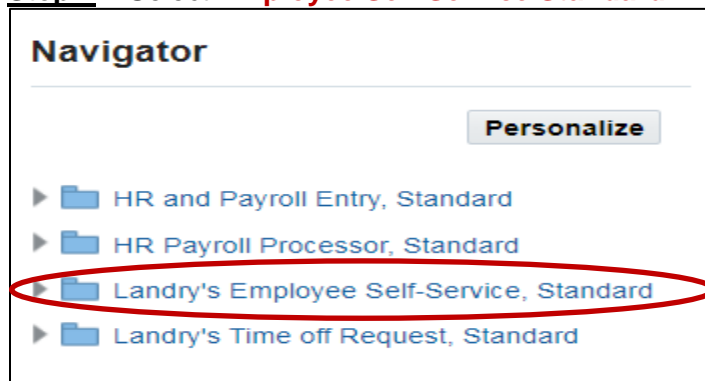 Navigator
Personalize
HR and Payroll Entry, Standard
HR Payroll Processor, Standard
Landry's Employee Self-Service, Standard
Landry's Time off Request, Standard